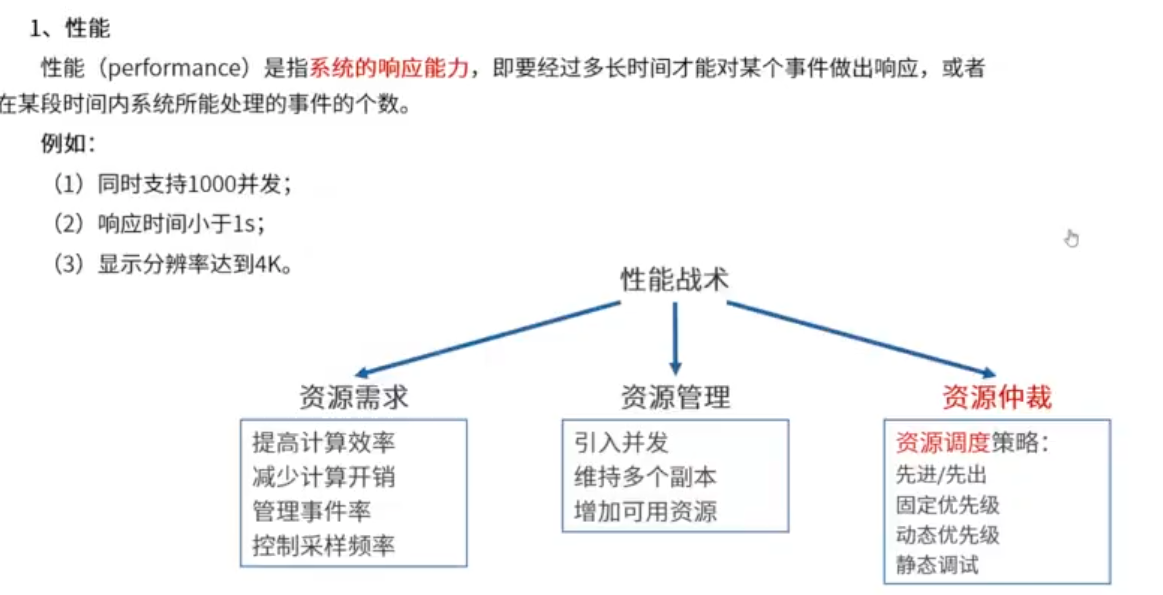 1、性能
性能（performance）是指系统的响应能力，即要经过多长时间才能对某个事件做出响应，或者
在某段时间内系统所能处理的事件的个数。
例如：
（1）同时支持1000并发；
（2）响应时间小于1s；
（3）显示分辨率达到4K。
性能战术
资源需求
提高计算效率
减少计算开销
管理事件率
控制采样频率
资源管理
引入并发
维持多个副本
增加可用资源
资源仲裁
资源调度策略：
先进/先出
固定优先级
动态优先级
静态调试